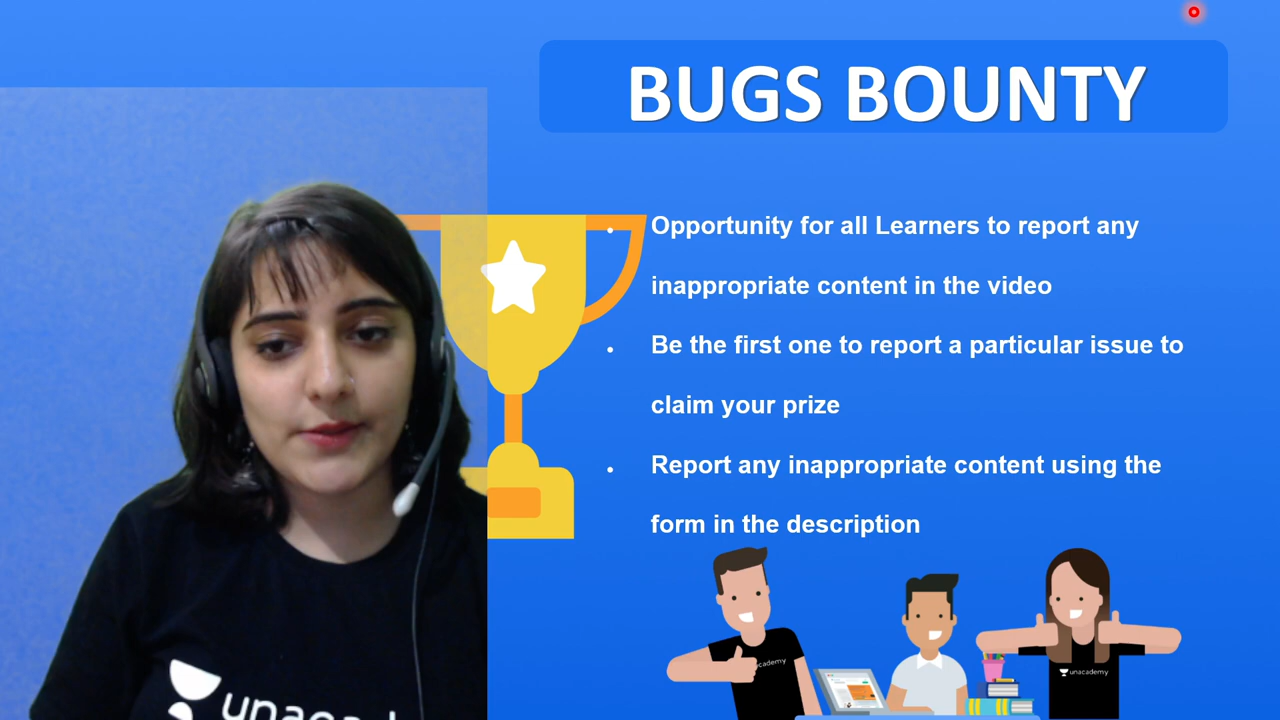 BUGS BOUNTY
• Opportunity for all Learners to report any
inappropriate content in the video
• Be the first one to report a particular issue to
claim your prize
• Report any inappropriate content using the
form in the description
unacademy